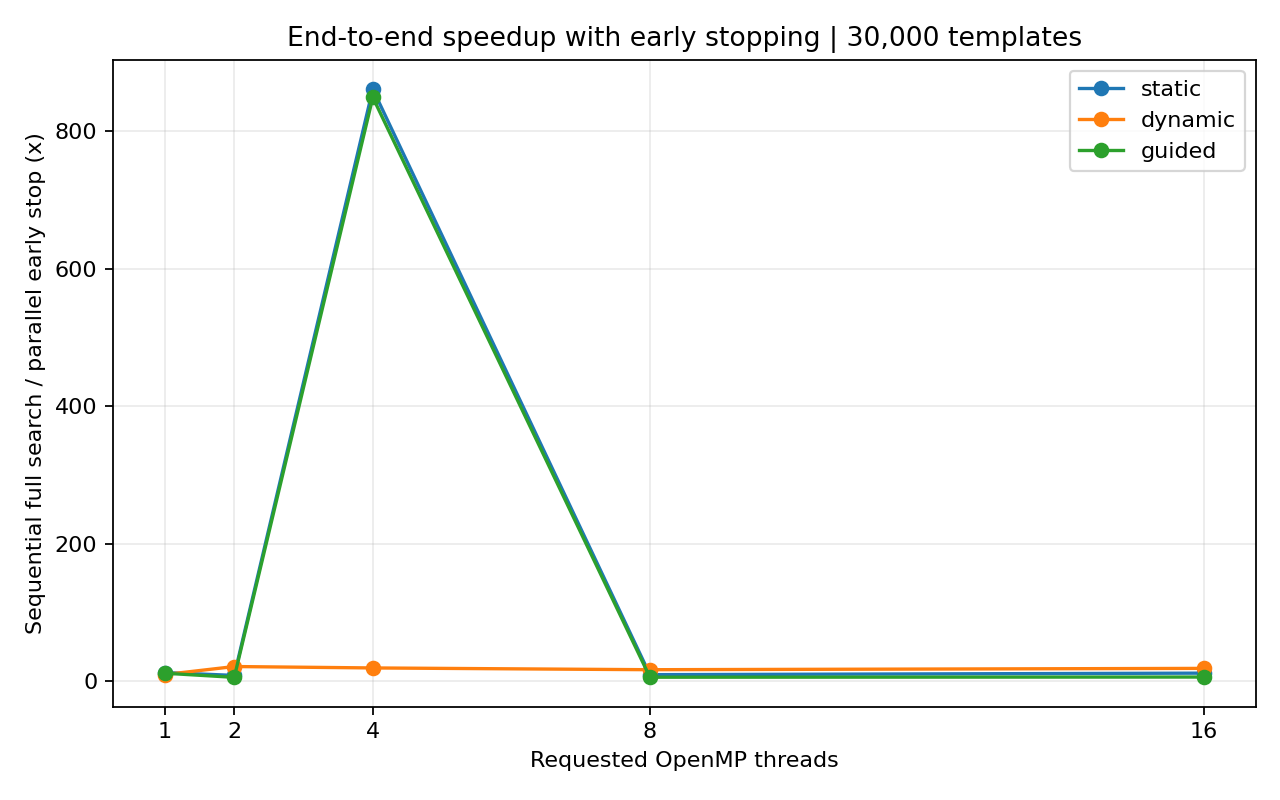 End-to-end speedup with early stopping | 30,000 templates
static
dynamic
guided
Sequential full search / parallel early stop (x)
800
600
400
200
0
1 2 4 8 16
Requested OpenMP threads